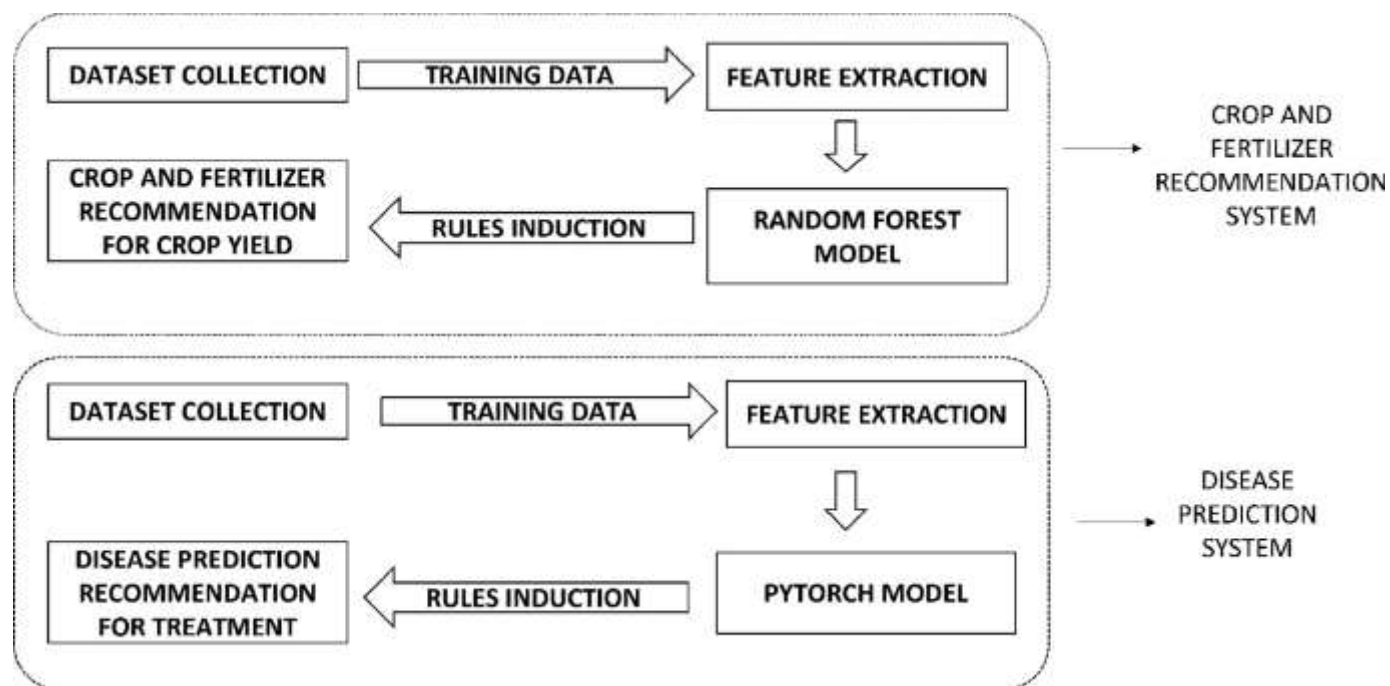 DATASET COLLECTION
TRAINING DATA
FEATURE EXTRACTION
CROP AND FERTILIZER
RECOMMENDATION
FOR CROP YIELD
RULES INDUCTION
RANDOM FOREST
MODEL
CROP AND
FERTILIZER
RECOMMENDATION
SYSTEM
DATASET COLLECTION
TRAINING DATA
FEATURE EXTRACTION
DISEASE PREDICTION
RECOMMENDATION
FOR TREATMENT
RULES INDUCTION
PYTORCH MODEL
DISEASE
PREDICTION
SYSTEM